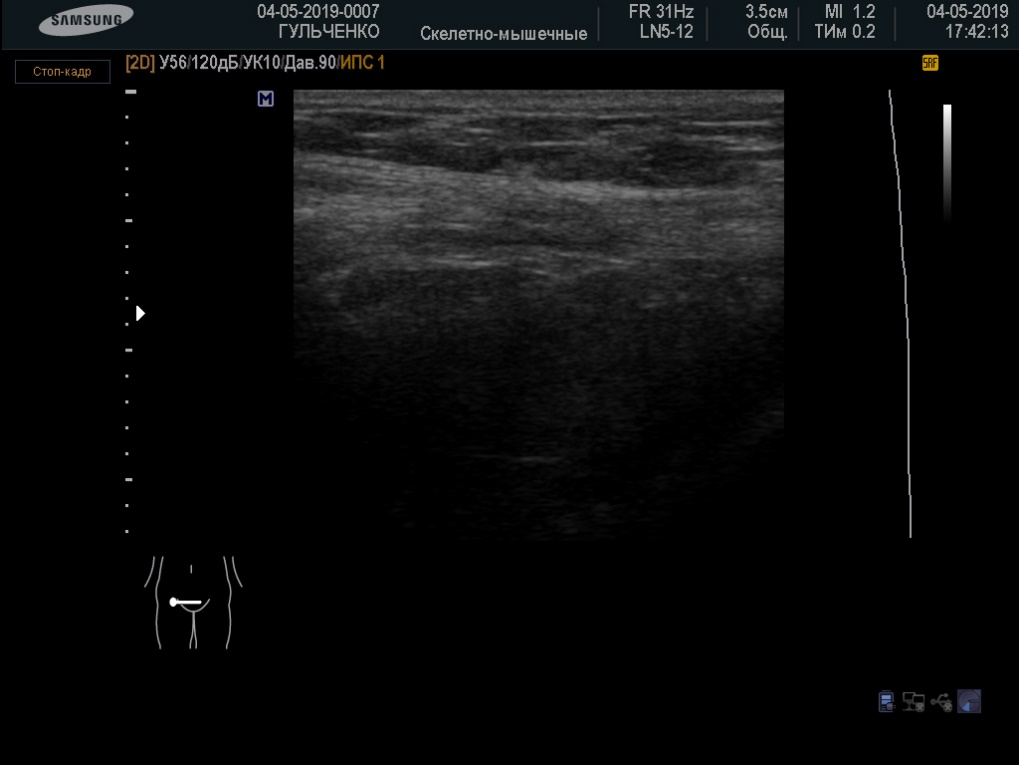 SAMSUNG
04-05-2019-0007
ГУЛЬЧЕНКО
Скелетно-мышечные
FR 31Hz
LN5-12
3.5см
Общ.
MI 1.2
ТИм 0.2
04-05-2019
17:42:13
Стоп-кадр
[2D] У56/120дБ/УК10/Дав.90/ИПС 1
SRF
M